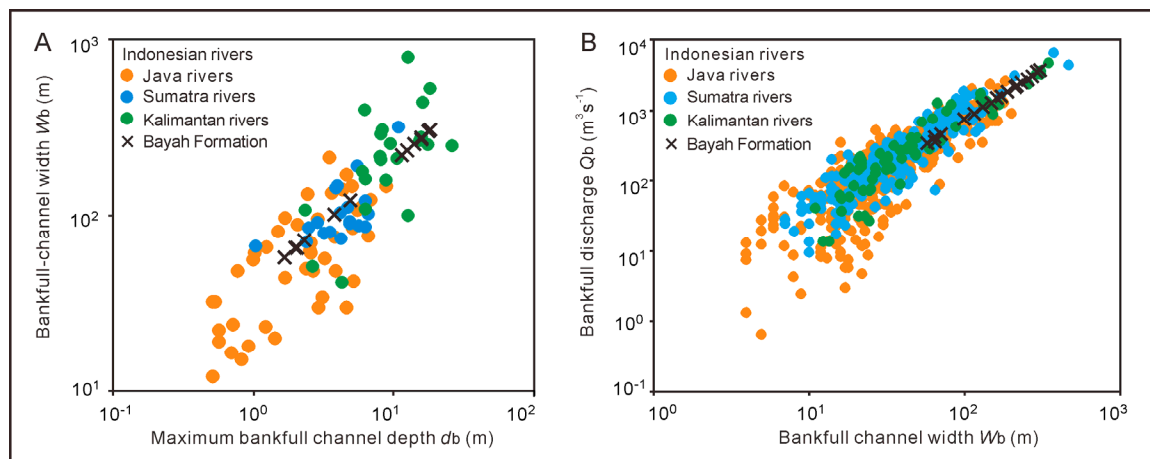 A
10³
10²
10¹
Bankfull-channel width Wb (m)
Indonesian rivers
Java rivers
Sumatra rivers
Kalimantan rivers
Bayah Formation
10⁻¹
10⁰
10¹
10²
Maximum bankfull channel depth db (m)
B
10⁴
10³
10²
10¹
10⁰
10⁻¹
Bankfull discharge Qb (m³s¹)
Indonesian rivers
Java rivers
Sumatra rivers
Kalimantan rivers
Bayah Formation
10⁰
10¹
10²
10³
Bankfull channel width Wb (m)